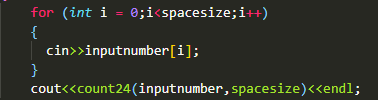 for (int i = 0;i<spacesize;i++)
{
cin>>inputnumber[i];
}
cout<<count24(inputnumber,spacesize)<<endl;